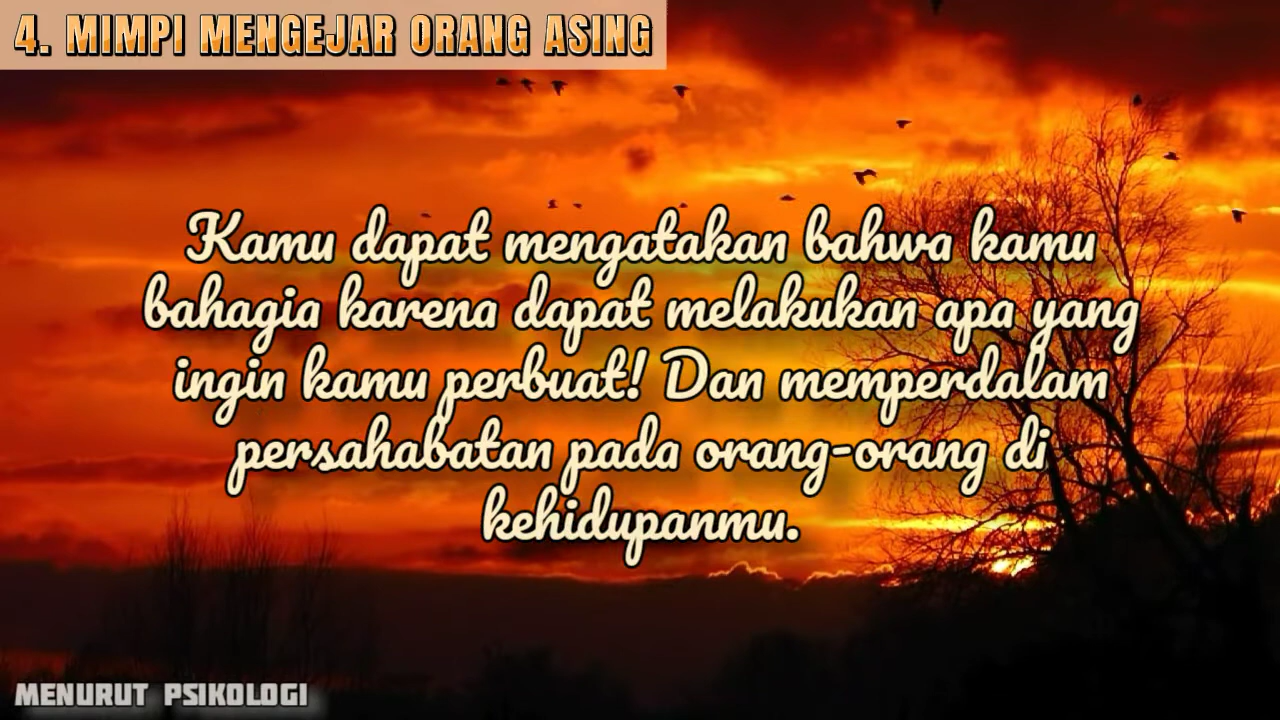 4. MIMPI MENGEJAR ORANG ASING
Kamu dapat mengatakan bahwa kamu
bahagia karena dapat melakukan apa yang
ingin kamu perbuat! Dan memperdalam
persahabatan pada orang-orang di
kehidupanmu.
MENURUT PSIKOLOGI